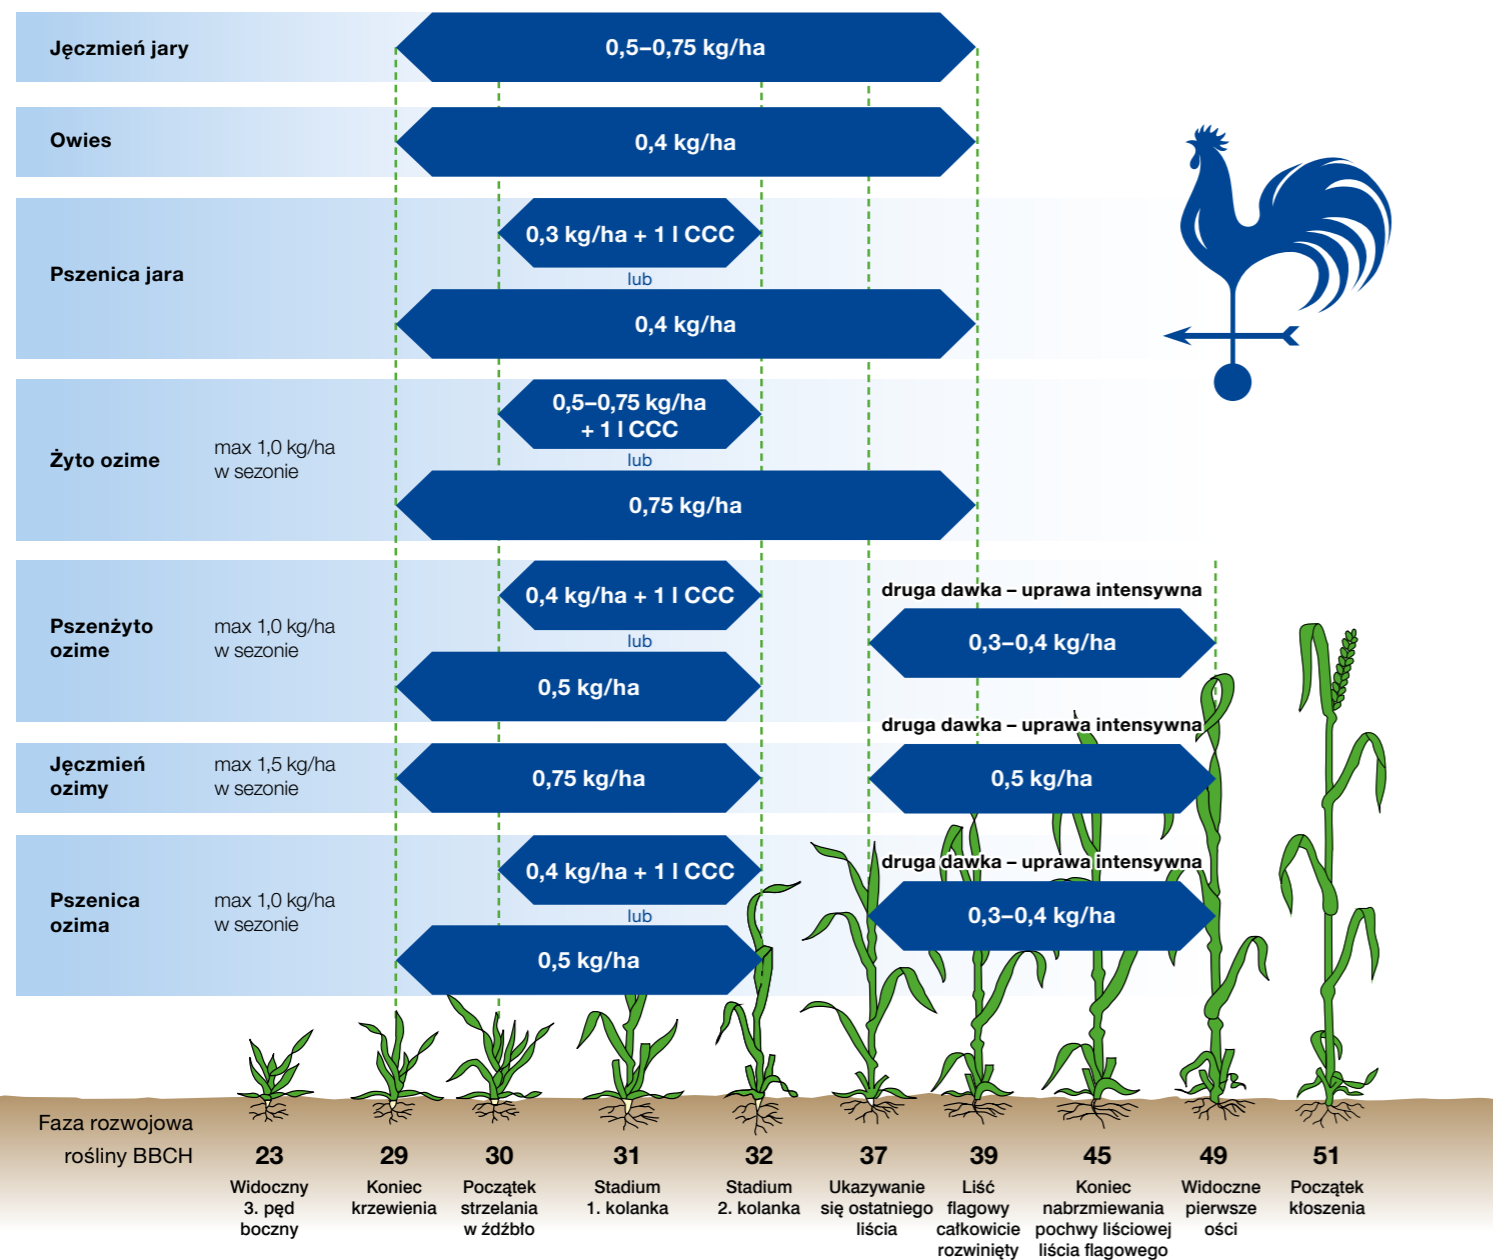 Jęczmień jary
0,5–0,75 kg/ha
Owies
0,4 kg/ha
Pszenica jara
0,3 kg/ha + 1 l CCC
lub
0,4 kg/ha
Żyto ozime
max 1,0 kg/ha
w sezonie
0,5–0,75 kg/ha
+ 1 l CCC
lub
0,75 kg/ha
Pszenżyto
ozime
max 1,0 kg/ha
w sezonie
0,4 kg/ha + 1 l CCC
lub
0,5 kg/ha
druga dawka – uprawa intensywna
0,3–0,4 kg/ha
Jęczmień
ozimy
max 1,5 kg/ha
w sezonie
0,75 kg/ha
druga dawka – uprawa intensywna
0,5 kg/ha
Pszenica
ozima
max 1,0 kg/ha
w sezonie
0,4 kg/ha + 1 l CCC
lub
0,5 kg/ha
druga dawka – uprawa intensywna
0,3–0,4 kg/ha
Faza rozwojowa
rośliny BBCH
23
Widoczny
3. pęd
boczny
29
Koniec
krzewienia
30
Początek
strzelania
w źdźbło
31
Stadium
1. kolanka
32
Stadium
2. kolanka
37
Ukazywanie
się ostatniego
liścia
39
Liść
flagowy
całkowicie
rozwinięty
45
Koniec
nabrzmiewania
pochwy liściowej
liścia flagowego
49
Widoczne
pierwsze
ości
51
Początek
kłoszenia